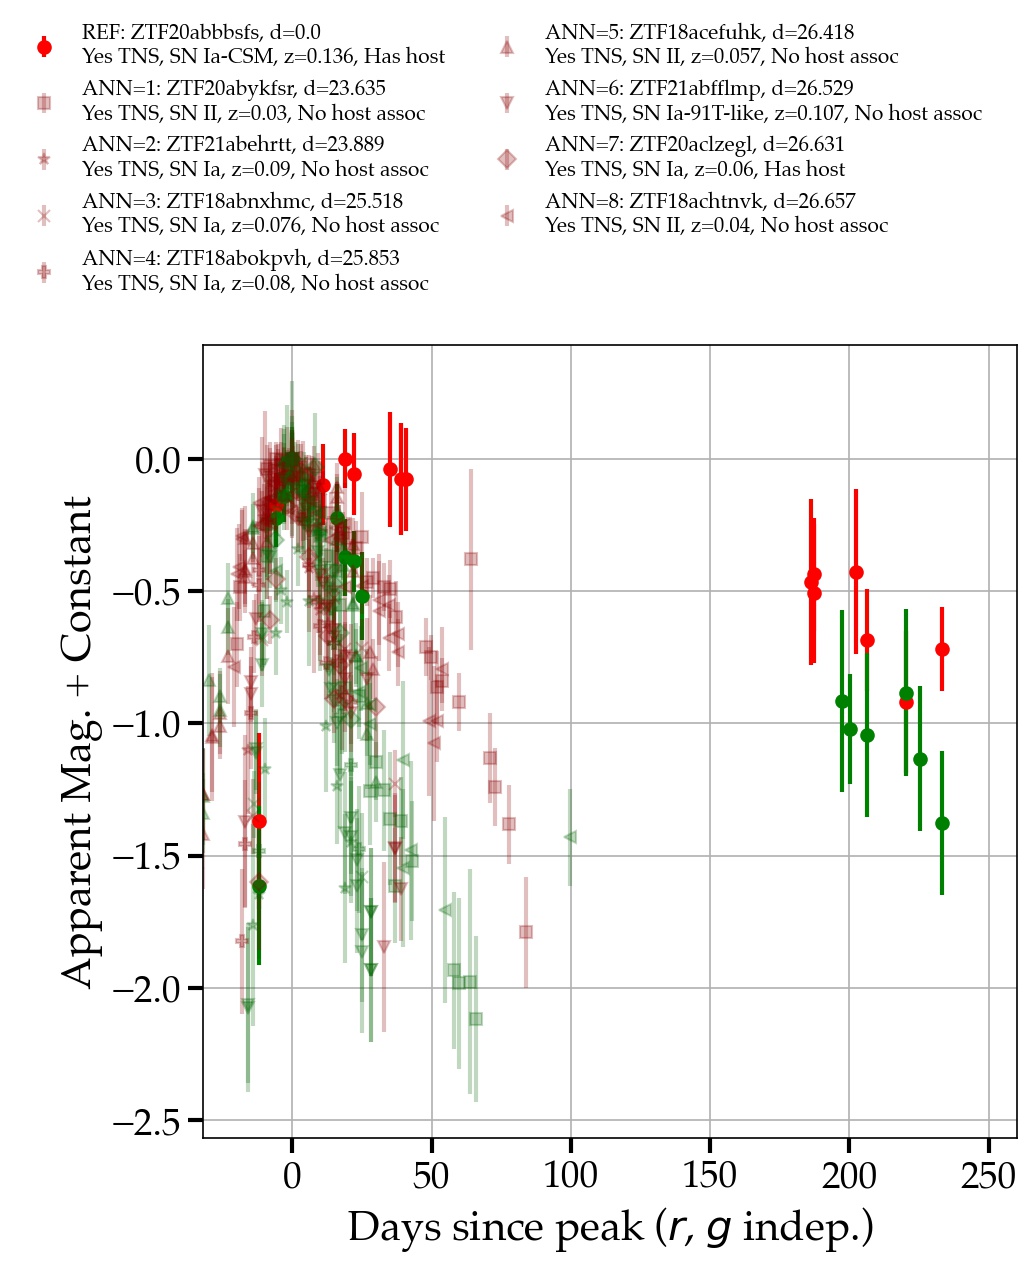 REF: ZTF20abbbsfs, d=0.0
Yes TNS, SN Ia-CSM, z=0.136, Has host
ANN=1: ZTF20abykfsr, d=23.635
Yes TNS, SN II, z=0.03, No host assoc
ANN=2: ZTF21abehrtt, d=23.889
Yes TNS, SN Ia, z=0.09, No host assoc
ANN=3: ZTF18abnxhmc, d=25.518
Yes TNS, SN Ia, z=0.076, No host assoc
ANN=4: ZTF18abokpvh, d=25.853
Yes TNS, SN Ia, z=0.08, No host assoc
ANN=5: ZTF18acefuhk, d=26.418
Yes TNS, SN II, z=0.057, No host assoc
ANN=6: ZTF21abfflmp, d=26.529
Yes TNS, SN Ia-91T-like, z=0.107, No host assoc
ANN=7: ZTF20aclzegl, d=26.631
Yes TNS, SN Ia, z=0.06, Has host
ANN=8: ZTF18achtnvk, d=26.657
Yes TNS, SN II, z=0.04, No host assoc
Apparent Mag. + Constant
0.0
−0.5
−1.0
−1.5
−2.0
−2.5
0 50 100 150 200 250
Days since peak (r, g indep.)